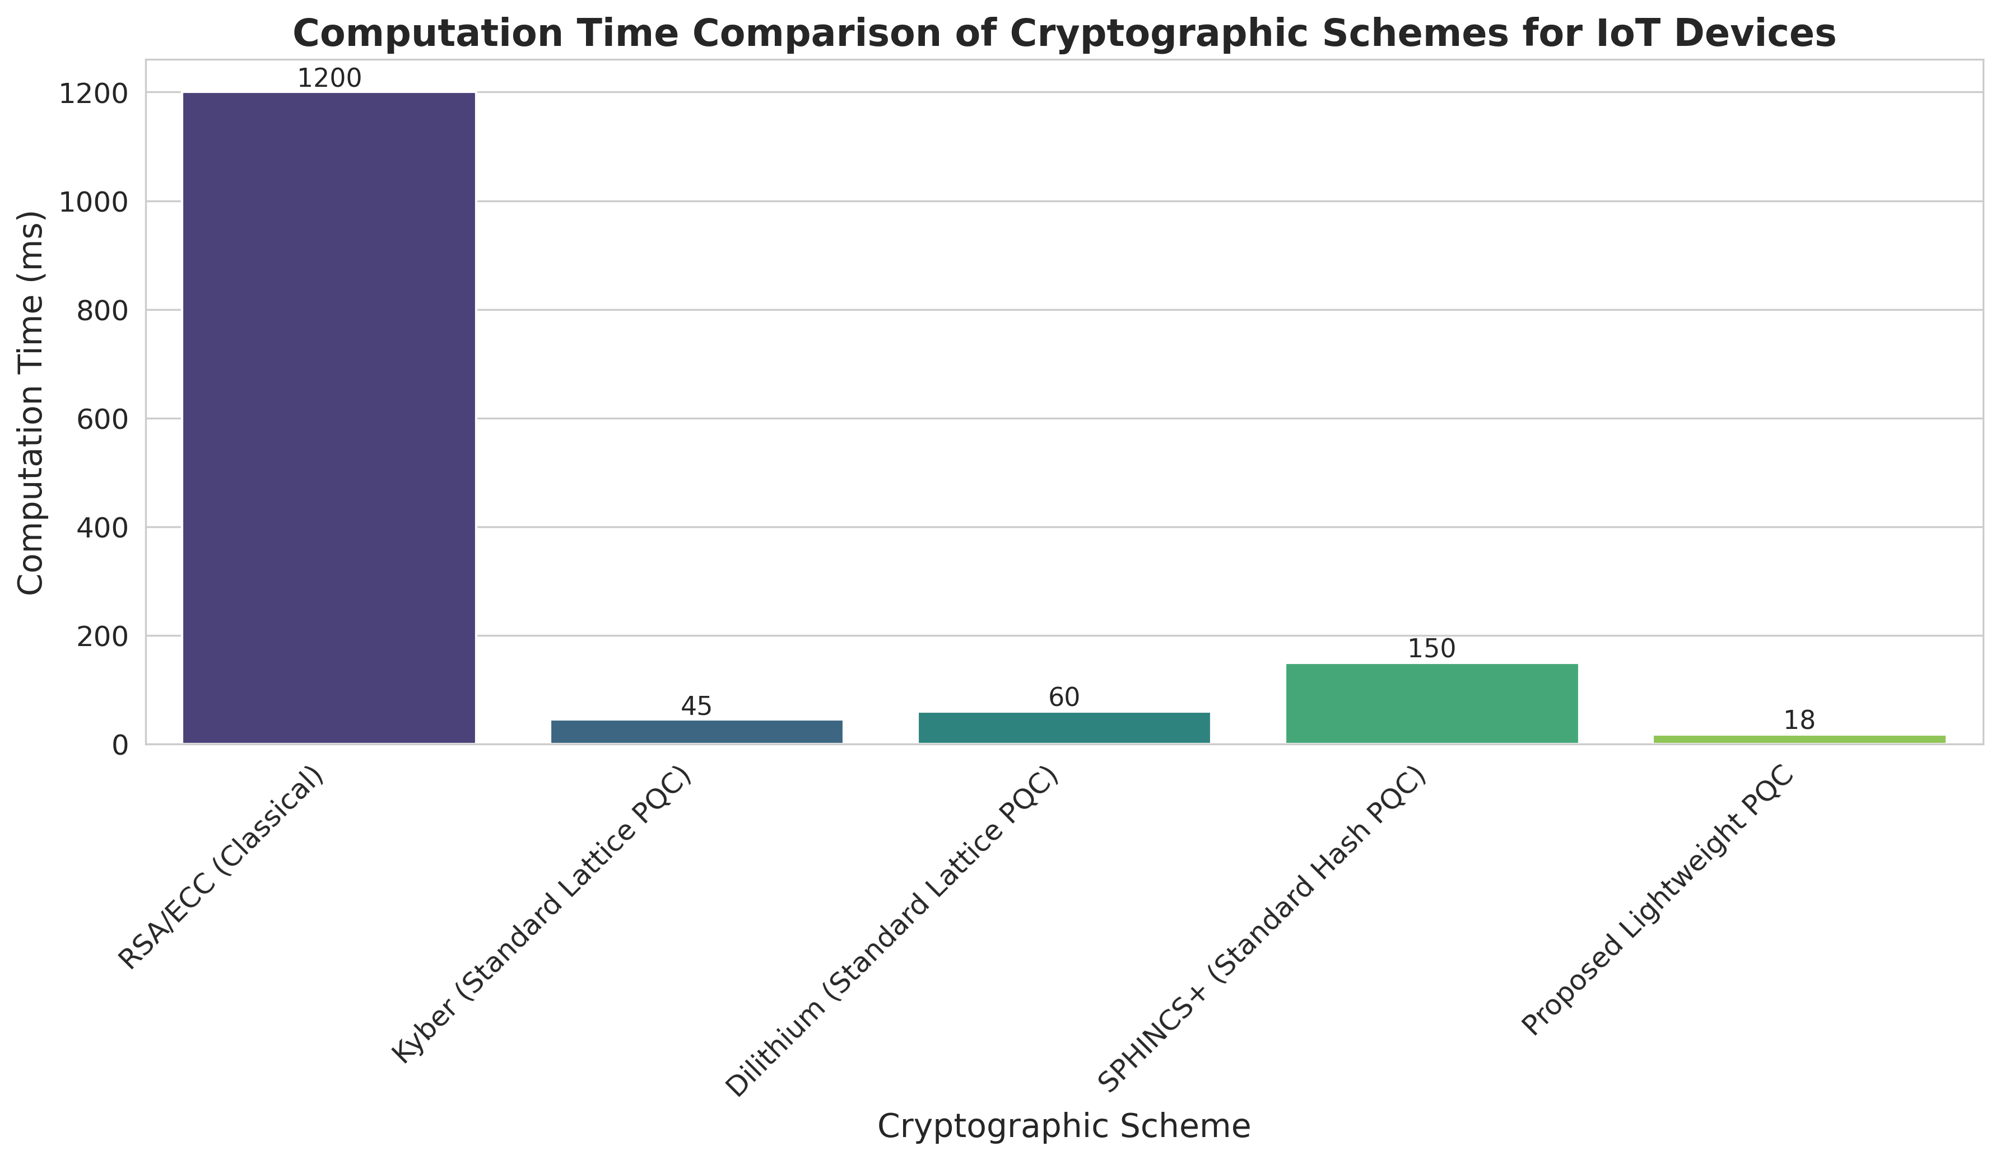 Computation Time Comparison of Cryptographic Schemes for IoT Devices
Computation Time (ms)
1200
1000
800
600
400
200
0
1200
45
60
150
18
RSA/ECC (Classical)
Kyber (Standard Lattice PQC)
Dilithium (Standard Lattice PQC)
SPHINCS+ (Standard Hash PQC)
Proposed Lightweight PQC
Cryptographic Scheme